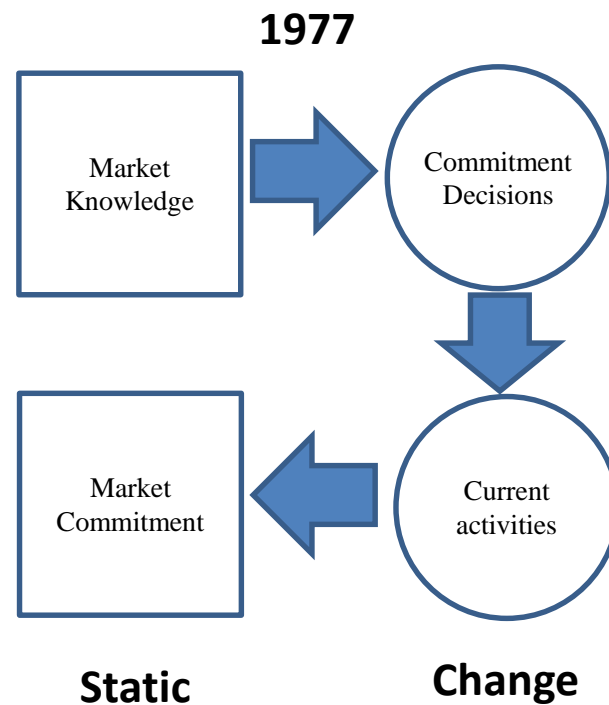 1977
Market
Knowledge
Commitment
Decisions
Market
Commitment
Current
activities
Static
Change